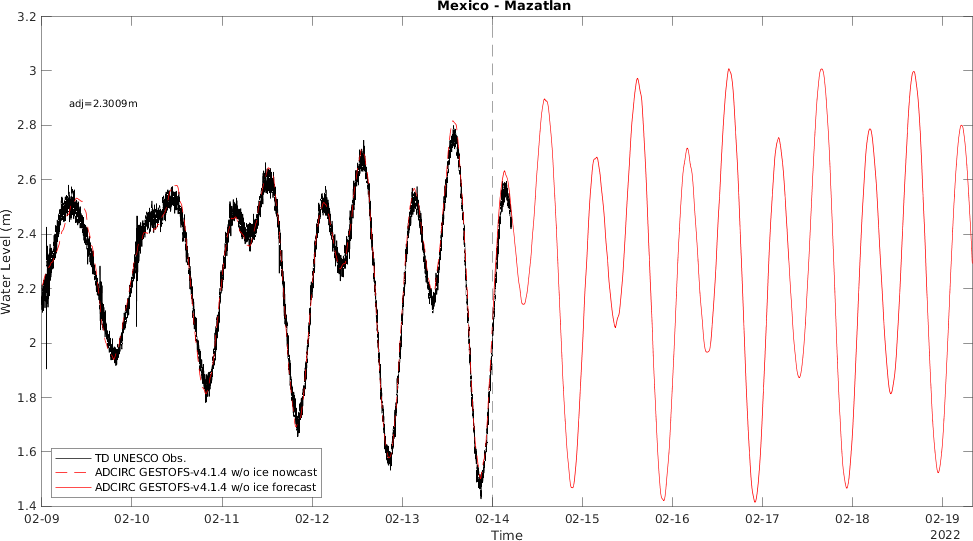 Mexico - Mazatlan
3.2
3
2.8
2.6
2.4
2.2
2
1.8
1.6
1.4
Water Level (m)
adj=2.3009m
TD UNESCO Obs.
ADCIRC GESTOFS-v4.1.4 w/o ice nowcast
ADCIRC GESTOFS-v4.1.4 w/o ice forecast
02-09 02-10 02-11 02-12 02-13 02-14 02-15 02-16 02-17 02-18 02-19
Time
2022